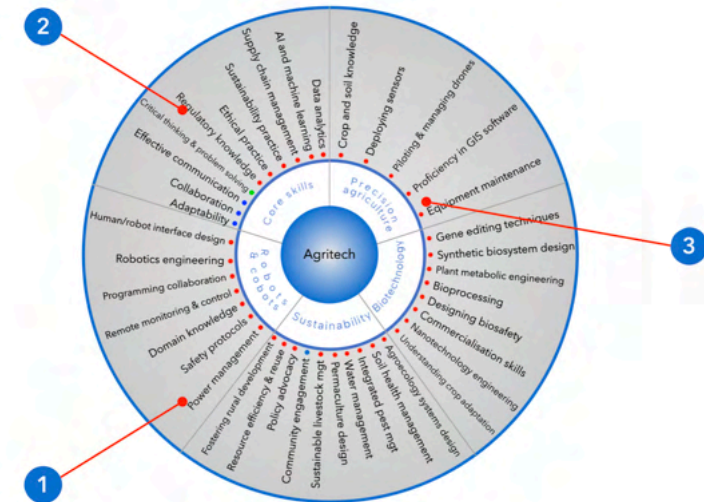 2
Adaptability
Collaboration
Effective communication
Critical thinking & problem solving
Regulatory knowledge
Ethical practice
Sustainability practice
Supply chain management
AI and machine learning
Data analytics
Crop and soil knowledge
Deploying sensors
Piloting & managing drones
Proficiency in GIS software
Equipment maintenance
Core skills
Precision
agriculture
3
Agritech
Gene editing techniques
Synthetic biosystem design
Plant metabolic engineering
Bioprocessing
Designing biosafety
Commercialisation skills
Nanotechnology engineering
Understanding crop adaptation
Biotechnology
Agroecology systems design
Soil health management
Integrated pest mgt
Water management
Permaculture design
Sustainable livestock mgt
Community engagement
Policy advocacy
Resource efficiency & reuse
Fostering rural development
Sustainability
Power management
Safety protocols
Domain knowledge
Remote monitoring & control
Programming collaboration
Robotics engineering
Human/robot interface design
Robots
& cobots
1